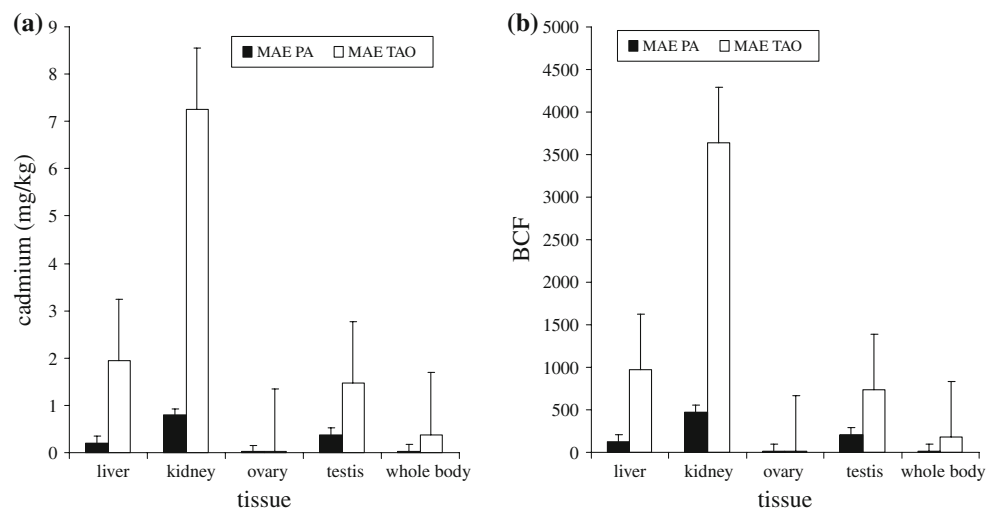 (a)
cadmium (mg/kg)
9
8
7
6
5
4
3
2
1
0
MAE PA MAE TAO
liver kidney ovary testis whole body
tissue
(b)
BCF
5000
4500
4000
3500
3000
2500
2000
1500
1000
500
0
MAE PA MAE TAO
liver kidney ovary testis whole body
tissue